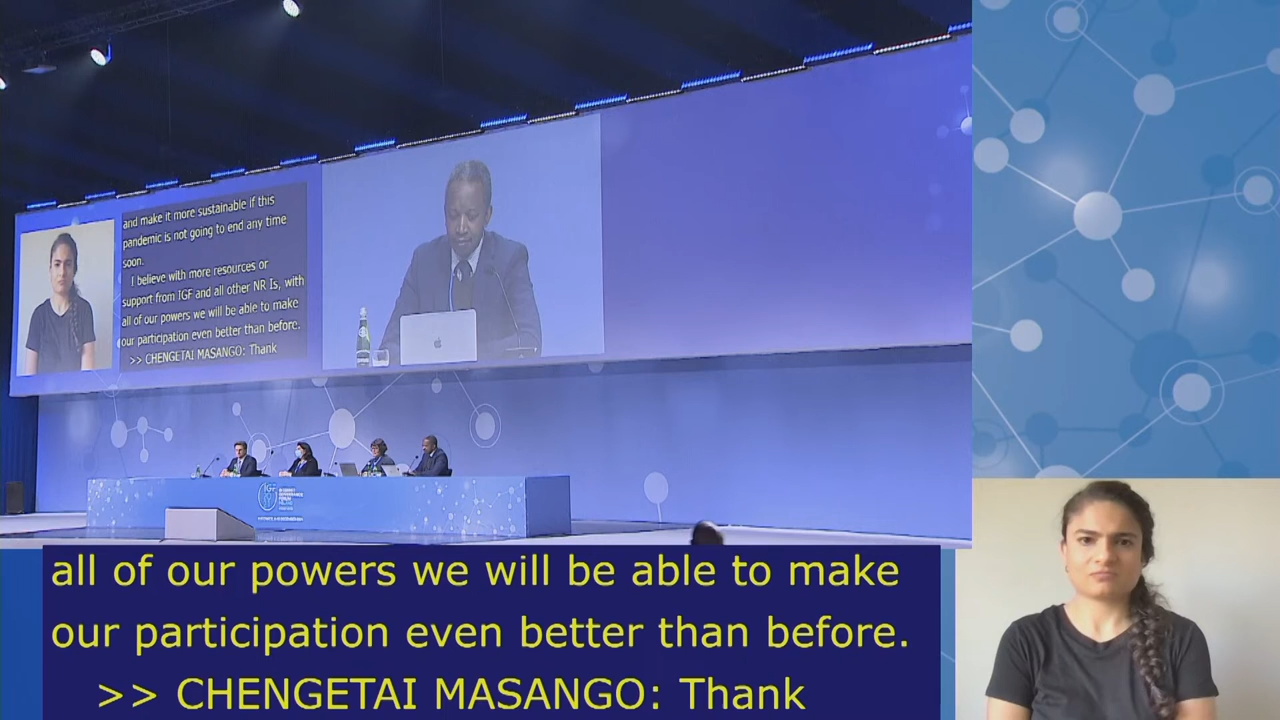 and make it more sustainable if this
pandemic is not going to end any time
soon.
I believe with more resources or
support from IGF and all other NR Is, with
all of our powers we will be able to make
our participation even better than before.
>> CHENGETAI MASANGO: Thank
IGF
all of our powers we will be able to make
our participation even better than before.
>> CHENGETAI MASANGO: Thank